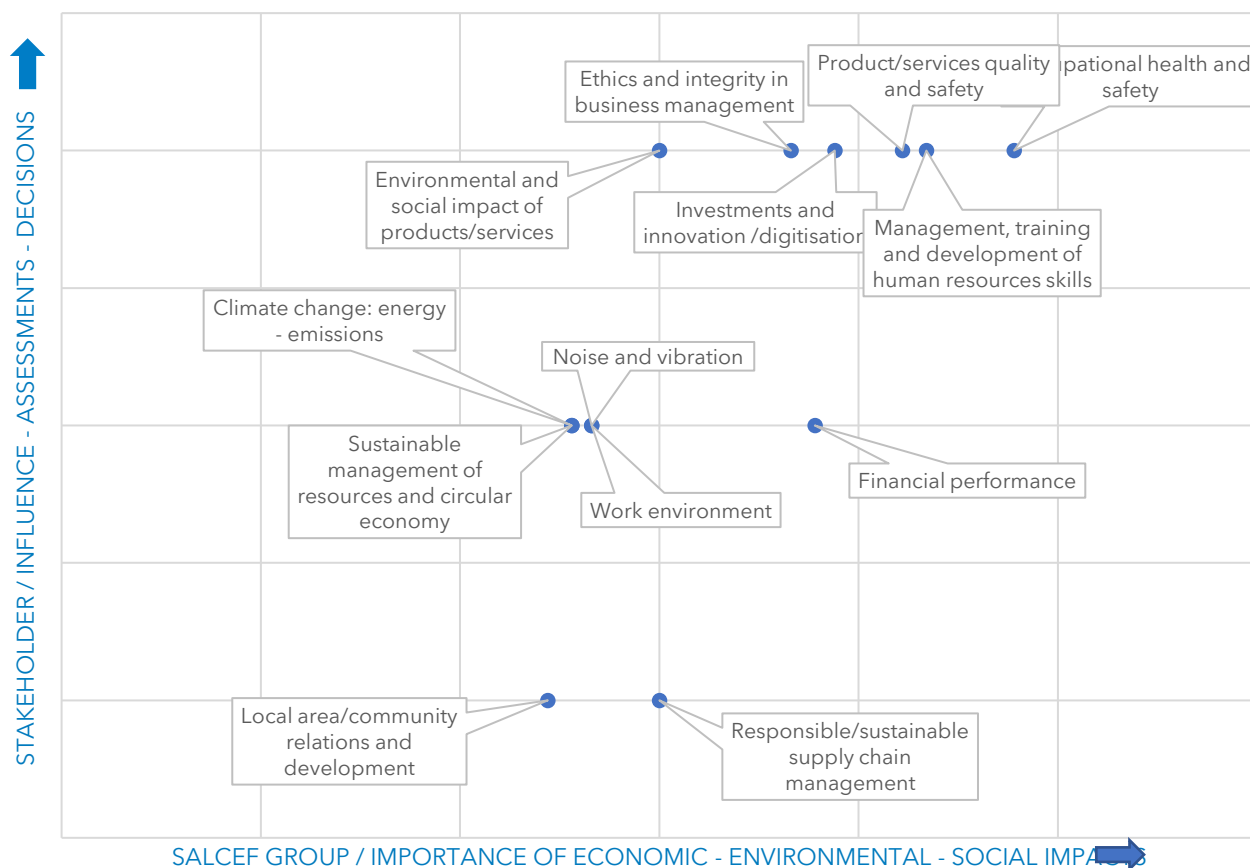 STAKEHOLDER / INFLUENCE - ASSESSMENTS - DECISIONS
Ethics and integrity in
business management
Product/services quality
and safety
upational health and
safety
Environmental and
social impact of
products/services
Investments and
innovation /digitisation
Management, training
and development of
human resources skills
Climate change: energy
- emissions
Noise and vibration
Sustainable
management of
resources and circular
economy
Work environment
Financial performance
Local area/community
relations and
development
Responsible/sustainable
supply chain
management
SALCEF GROUP / IMPORTANCE OF ECONOMIC - ENVIRONMENTAL - SOCIAL IMPACTS